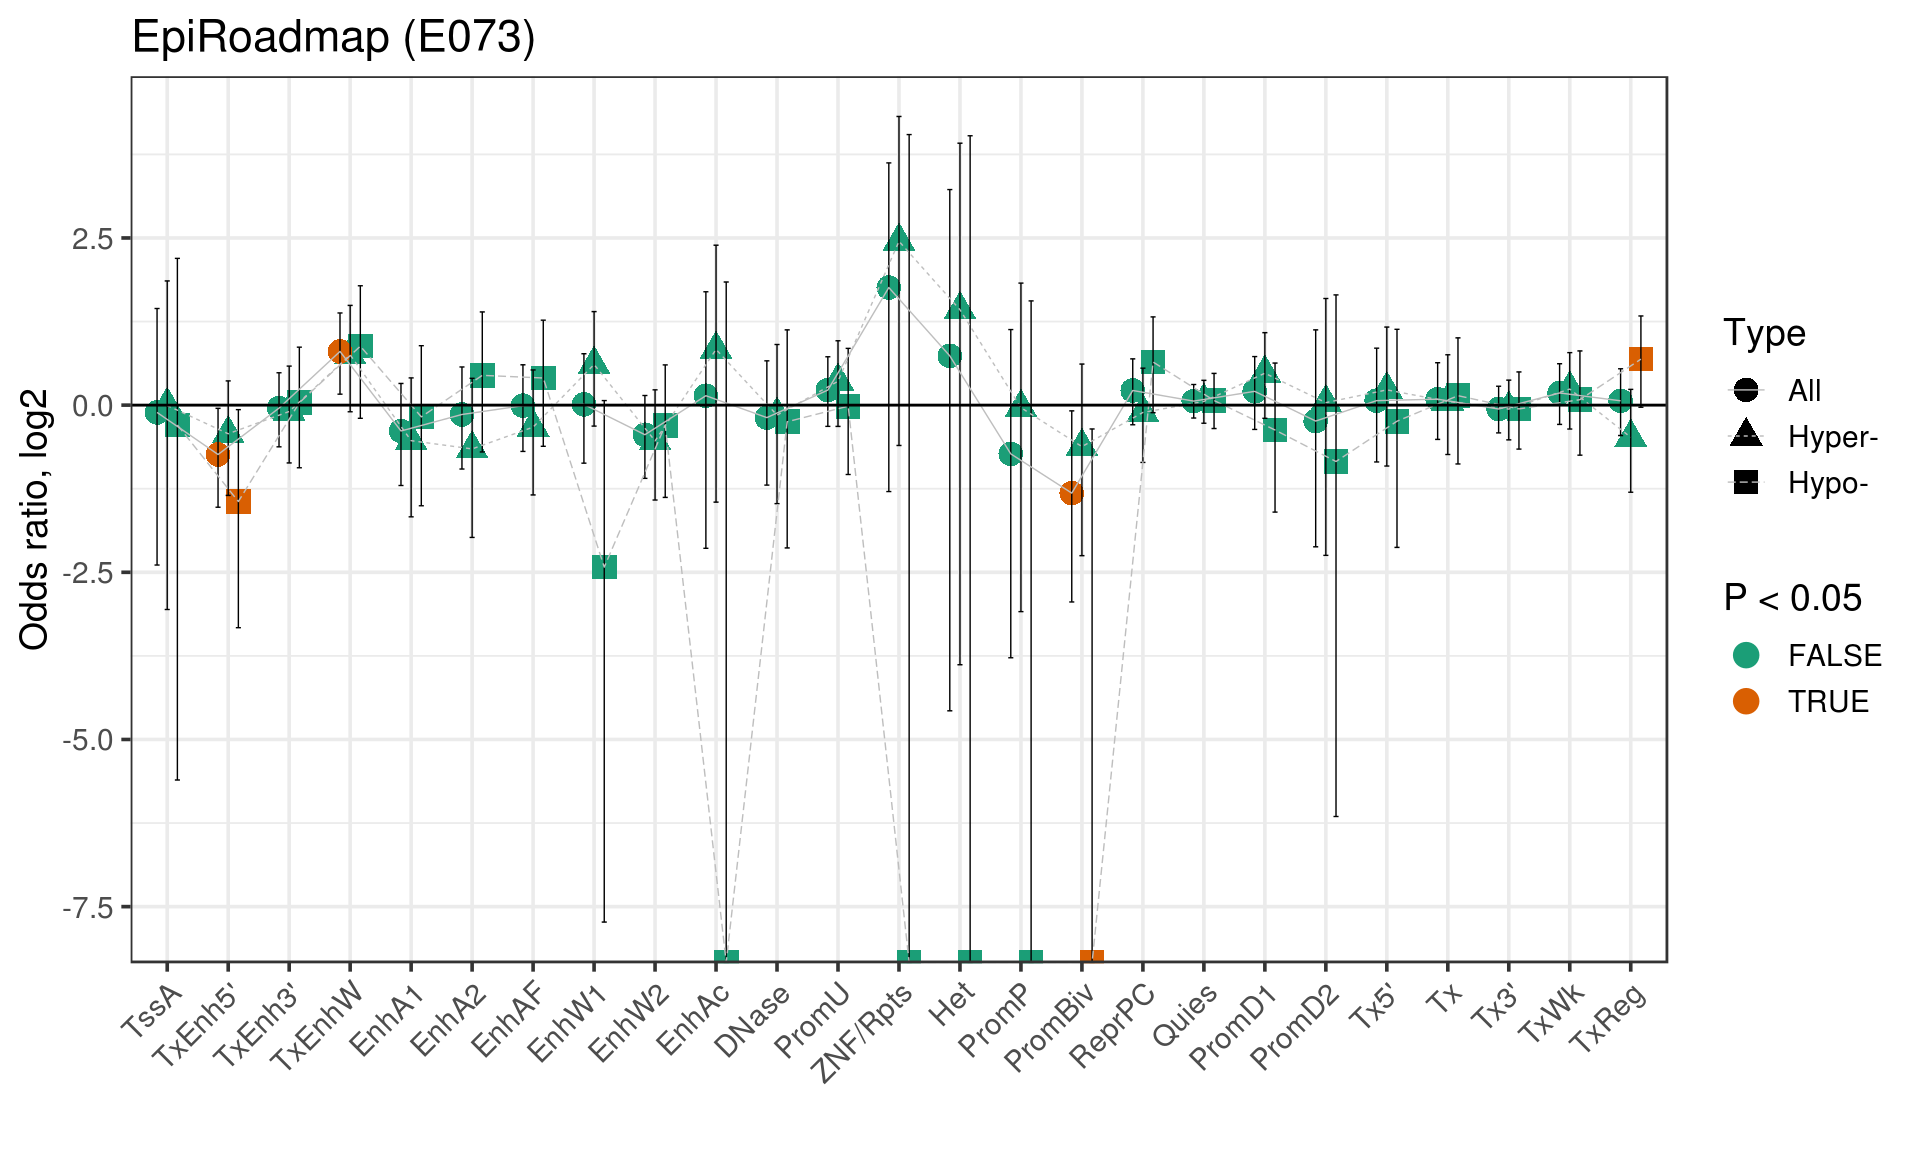 EpiRoadmap (E073)
Odds ratio, log2
2.5
0.0
-2.5
-5.0
-7.5
TssA
TxEnh5'
TxEnh3'
TxEnhW
EnhA1
EnhA2
EnhAF
EnhW1
EnhW2
EnhAc
DNase
PromU
ZNF/Rpts
Het
PromP
PromBiv
ReprPC
Quies
PromD1
PromD2
Tx5'
Tx
Tx3'
TxWk
TxReg
Type
All
Hyper-
Hypo-
P < 0.05
FALSE
TRUE